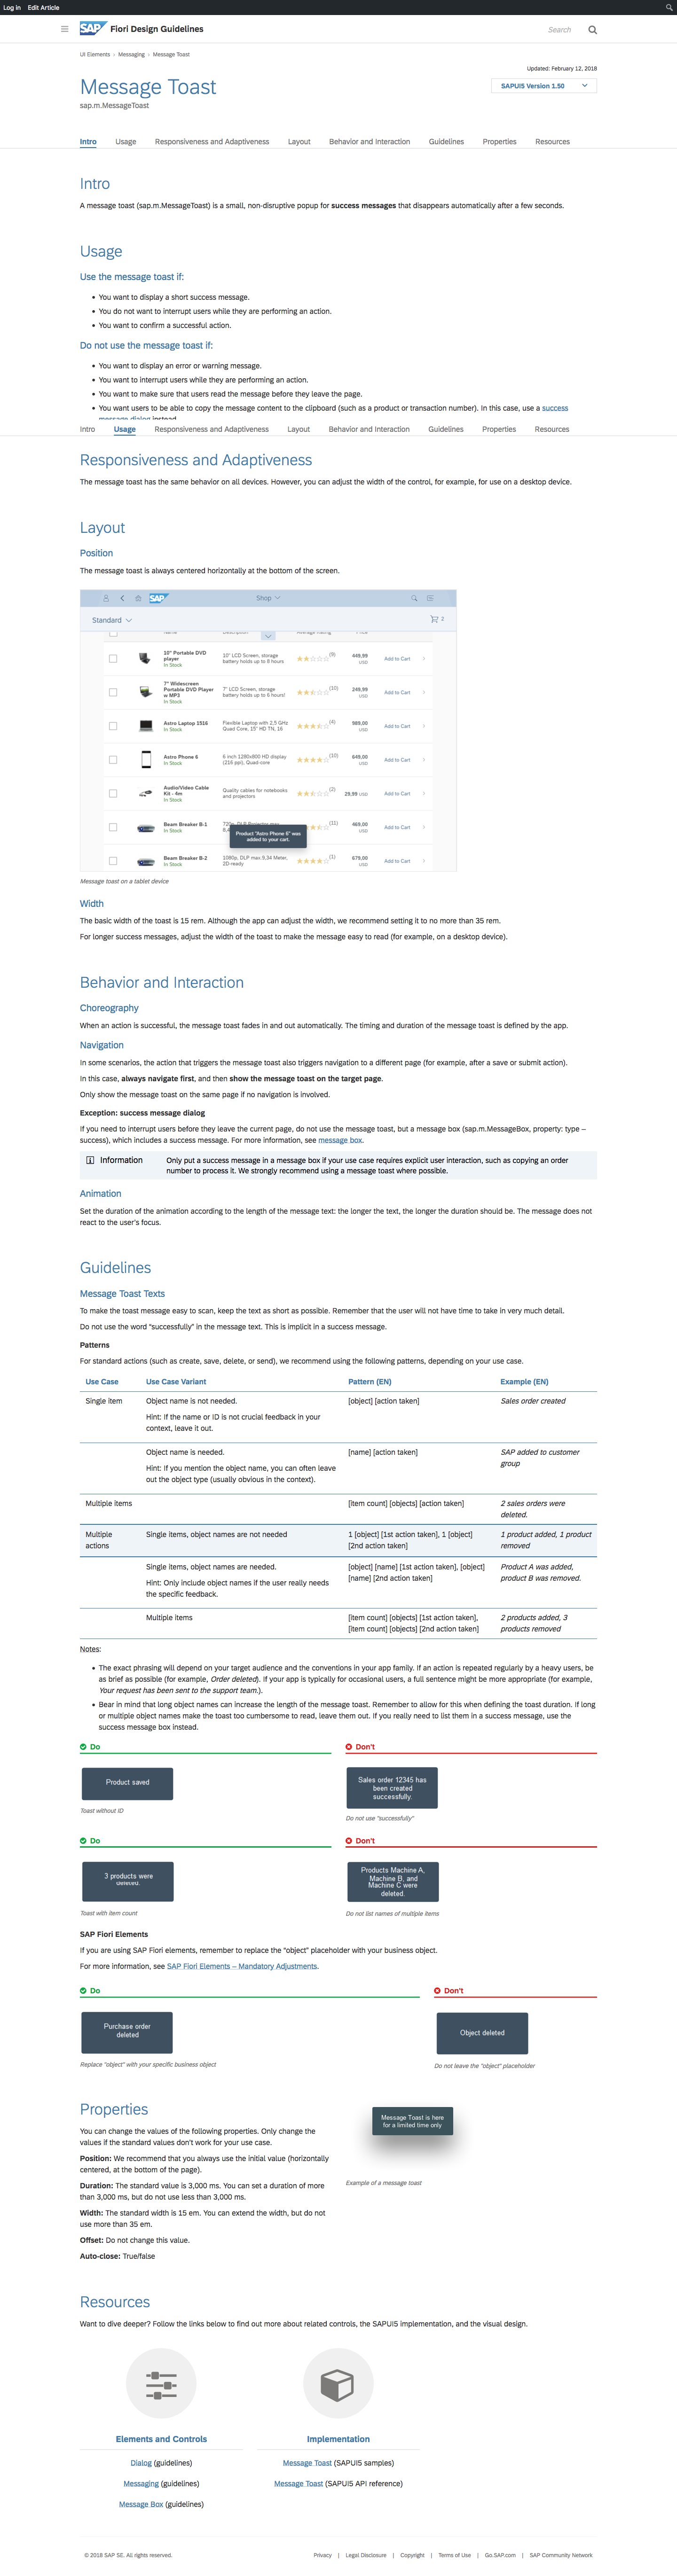 Log in Edit Article
SAP Fiori Design Guidelines Search
UI Elements › Messaging › Message Toast
Updated: February 12, 2018
Message Toast
SAPUI5 Version 1.50
sap.m.MessageToast
Intro Usage Responsiveness and Adaptiveness Layout Behavior and Interaction Guidelines Properties Resources
Intro
A message toast (sap.m.MessageToast) is a small, non-disruptive popup for success messages that disappears automatically after a few seconds.
Usage
Use the message toast if:
• You want to display a short success message.
• You do not want to interrupt users while they are performing an action.
• You want to confirm a successful action.
Do not use the message toast if:
• You want to display an error or warning message.
• You want to interrupt users while they are performing an action.
• You want to make sure that users read the message before they leave the page.
• You want users to be able to copy the message content to the clipboard (such as a product or transaction number). In this case, use a success
message dialog instead
Intro Usage Responsiveness and Adaptiveness Layout Behavior and Interaction Guidelines Properties Resources
Responsiveness and Adaptiveness
The message toast has the same behavior on all devices. However, you can adjust the width of the control, for example, for use on a desktop device.
Layout
Position
The message toast is always centered horizontally at the bottom of the screen.
SAP Shop
Standard 2
Name Description Average Rating Price
10" Portable DVD player In Stock 10" LCD Screen, storage battery holds up to 8 hours (9) 449,99 USD Add to Cart
7" Widescreen Portable DVD Player w MP3 In Stock 7" LCD Screen, storage battery holds up to 6 hours! (10) 249,99 USD Add to Cart
Astro Laptop 1516 In Stock Flexible Laptop with 2,5 GHz Quad Core, 15" HD TN, 16 (4) 989,00 USD Add to Cart
Astro Phone 6 In Stock 6 inch 1280x800 HD display (216 ppi), Quad-core (10) 649,00 USD Add to Cart
Audio/Video Cable Kit - 4m In Stock Quality cables for notebooks and projectors (2) 29,99 USD Add to Cart
Beam Breaker B-1 In Stock 720p, DLP Projector max. (11) 469,00 USD Add to Cart
Product "Astro Phone 6" was added to your cart.
Beam Breaker B-2 In Stock 1080p, DLP max.9,34 Meter, 2D-ready (1) 679,00 USD Add to Cart
Message toast on a tablet device
Width
The basic width of the toast is 15 rem. Although the app can adjust the width, we recommend setting it to no more than 35 rem.
For longer success messages, adjust the width of the toast to make the message easy to read (for example, on a desktop device).
Behavior and Interaction
Choreography
When an action is successful, the message toast fades in and out automatically. The timing and duration of the message toast is defined by the app.
Navigation
In some scenarios, the action that triggers the message toast also triggers navigation to a different page (for example, after a save or submit action).
In this case, always navigate first, and then show the message toast on the target page.
Only show the message toast on the same page if no navigation is involved.
Exception: success message dialog
If you need to interrupt users before they leave the current page, do not use the message toast, but a message box (sap.m.MessageBox, property: type –
success), which includes a success message. For more information, see message box.
Information Only put a success message in a message box if your use case requires explicit user interaction, such as copying an order
number to process it. We strongly recommend using a message toast where possible.
Animation
Set the duration of the animation according to the length of the message text: the longer the text, the longer the duration should be. The message does not
react to the user's focus.
Guidelines
Message Toast Texts
To make the toast message easy to scan, keep the text as short as possible. Remember that the user will not have time to take in very much detail.
Do not use the word "successfully" in the message text. This is implicit in a success message.
Patterns
For standard actions (such as create, save, delete, or send), we recommend using the following patterns, depending on your use case.
Use Case Use Case Variant Pattern (EN) Example (EN)
Single item Object name is not needed. [object] [action taken] Sales order created
Hint: If the name or ID is not crucial feedback in your
context, leave it out.
Object name is needed. [name] [action taken] SAP added to customer
group
Hint: If you mention the object name, you can often leave
out the object type (usually obvious in the context).
Multiple items [item count] [objects] [action taken] 2 sales orders were
deleted.
Multiple Single items, object names are not needed 1 [object] [1st action taken], 1 [object] 1 product added, 1 product
actions [2nd action taken] removed
Single items, object names are needed. [object] [name] [1st action taken], [object] Product A was added,
[name] [2nd action taken] product B was removed.
Hint: Only include object names if the user really needs
the specific feedback.
Multiple items [item count] [objects] [1st action taken], 2 products added, 3
[item count] [objects] [2nd action taken] products removed
Notes:
• The exact phrasing will depend on your target audience and the conventions in your app family. If an action is repeated regularly by a heavy users, be
as brief as possible (for example, Order deleted). If your app is typically for occasional users, a full sentence might be more appropriate (for example,
Your request has been sent to the support team.).
• Bear in mind that long object names can increase the length of the message toast. Remember to allow for this when defining the toast duration. If long
or multiple object names make the toast too cumbersome to read, leave them out. If you really need to list them in a success message, use the
success message box instead.
Do Don't
Product saved
Sales order 12345 has
been created
successfully.
Toast without ID
Do not use "successfully"
Do Don't
3 products were
deleted.
Products Machine A,
Machine B, and
Machine C were
deleted.
Toast with item count Do not list names of multiple items
SAP Fiori Elements
If you are using SAP Fiori elements, remember to replace the "object" placeholder with your business object.
For more information, see SAP Fiori Elements – Mandatory Adjustments.
Do Don't
Purchase order
deleted
Object deleted
Replace "object" with your specific business object Do not leave the "object" placeholder
Properties
You can change the values of the following properties. Only change the
values if the standard values don't work for your use case.
Position: We recommend that you always use the initial value (horizontally
centered, at the bottom of the page).
Duration: The standard value is 3,000 ms. You can set a duration of more
than 3,000 ms, but do not use less than 3,000 ms.
Width: The standard width is 15 em. You can extend the width, but do not
use more than 35 em.
Offset: Do not change this value.
Auto-close: True/false
Message Toast is here
for a limited time only
Example of a message toast
Resources
Want to dive deeper? Follow the links below to find out more about related controls, the SAPUI5 implementation, and the visual design.
Elements and Controls Implementation
Dialog (guidelines) Message Toast (SAPUI5 samples)
Messaging (guidelines) Message Toast (SAPUI5 API reference)
Message Box (guidelines)
© 2018 SAP SE. All rights reserved. Privacy | Legal Disclosure | Copyright | Terms of Use | Go.SAP.com | SAP Community Network